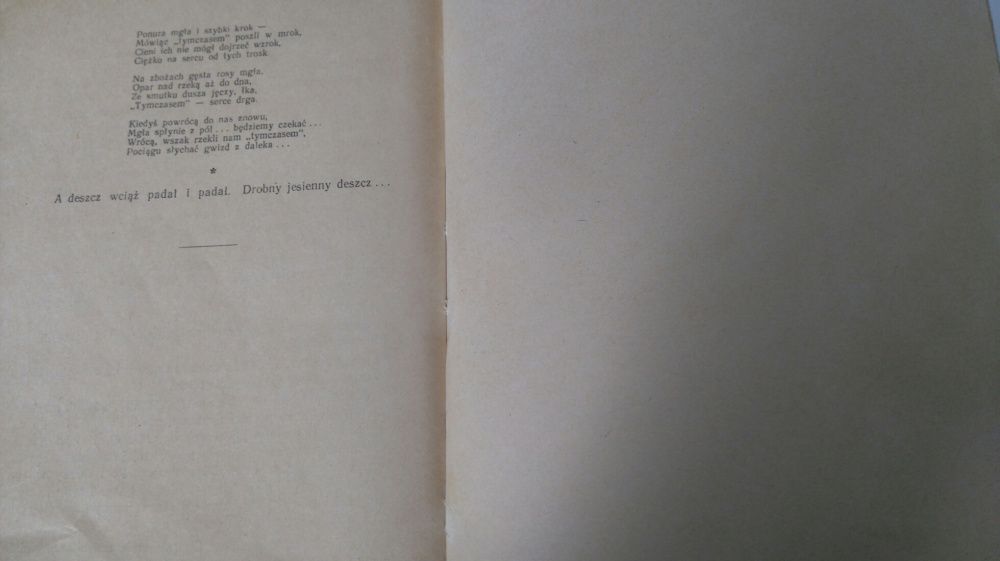 Ponura mgła i szybki krok —
Mówiąc „tymczasem” poszli w mrok,
Cieni ich nie mógł dojrzeć wzrok,
Ciężko na sercu od tych trosk.
Na zbożach gęsta rosy mgła,
Opar nad rzeką aż do dna,
Ze smutku dusza jęczy, łka,
„Tymczasem” — serce drga.
Kiedyś powrócą do nas znowu,
Mgła spłynie z pól ... będziemy czekać ...
Wrócą, wszak rzekli nam „tymczasem”,
Pociągu słychać gwizd z daleka ...
*
A deszcz wciąż padał i padał. Drobny jesienny deszcz ...